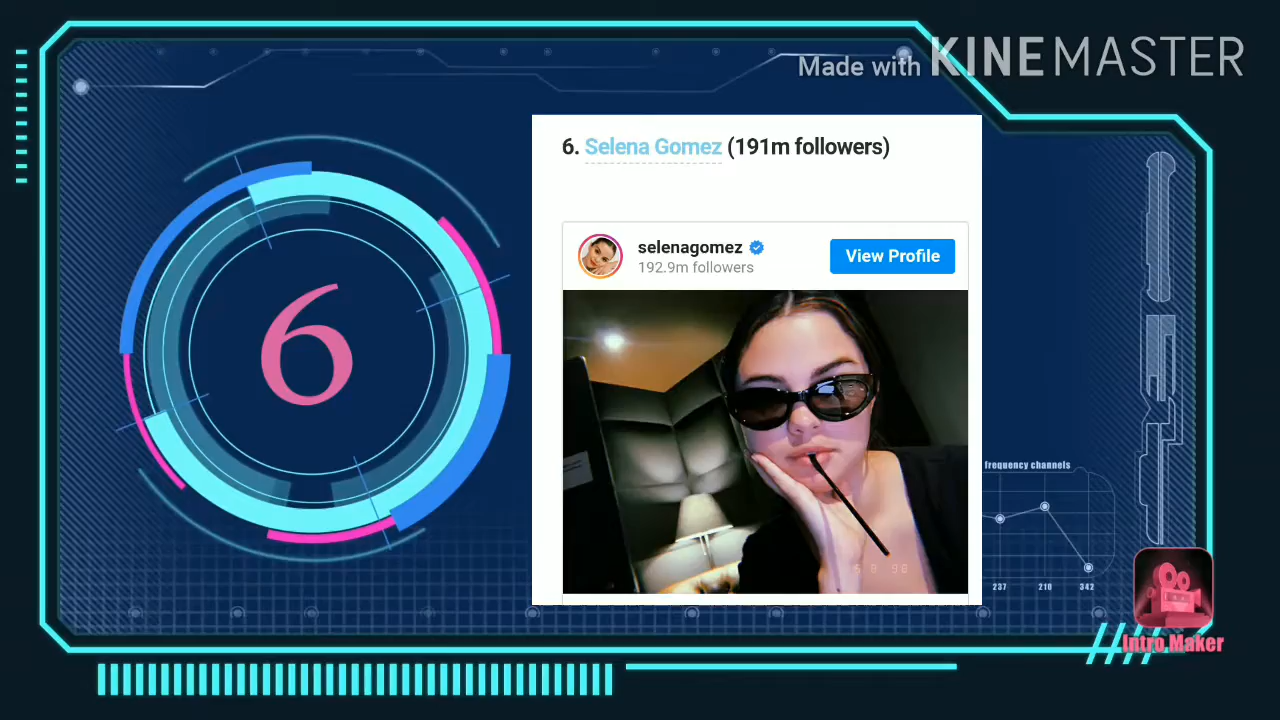 Made with KINEMASTER
6. Selena Gomez (191m followers)
selenagomez
192.9m followers
View Profile
6
frequency channels
237 210 342
Intro Maker